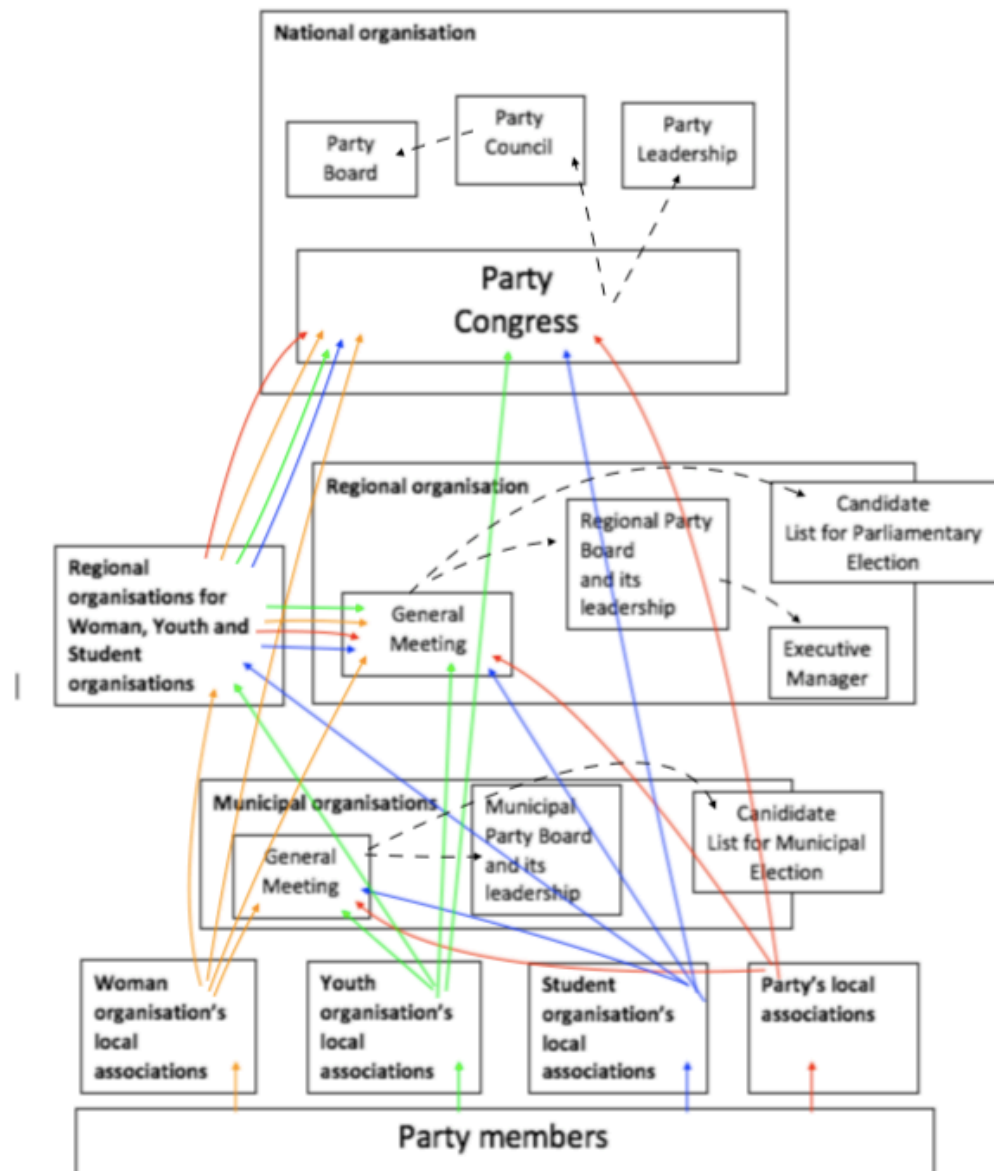 National organisation
Party
Board
Party
Council
Party
Leadership
Party
Congress
Regional organisation
Candidate
List for Parliamentary
Election
Regional Party
Board
and its
leadership
Regional
organisations for
Woman, Youth and
Student
organisations
General
Meeting
Executive
Manager
Municipal organisations
Municipal
Party Board
and its
leadership
Canididate
List for Municipal
Election
General
Meeting
Woman
organisation's
local
associations
Youth
organisation's
local
associations
Student
organisation's
local
associations
Party's local
associations
Party members